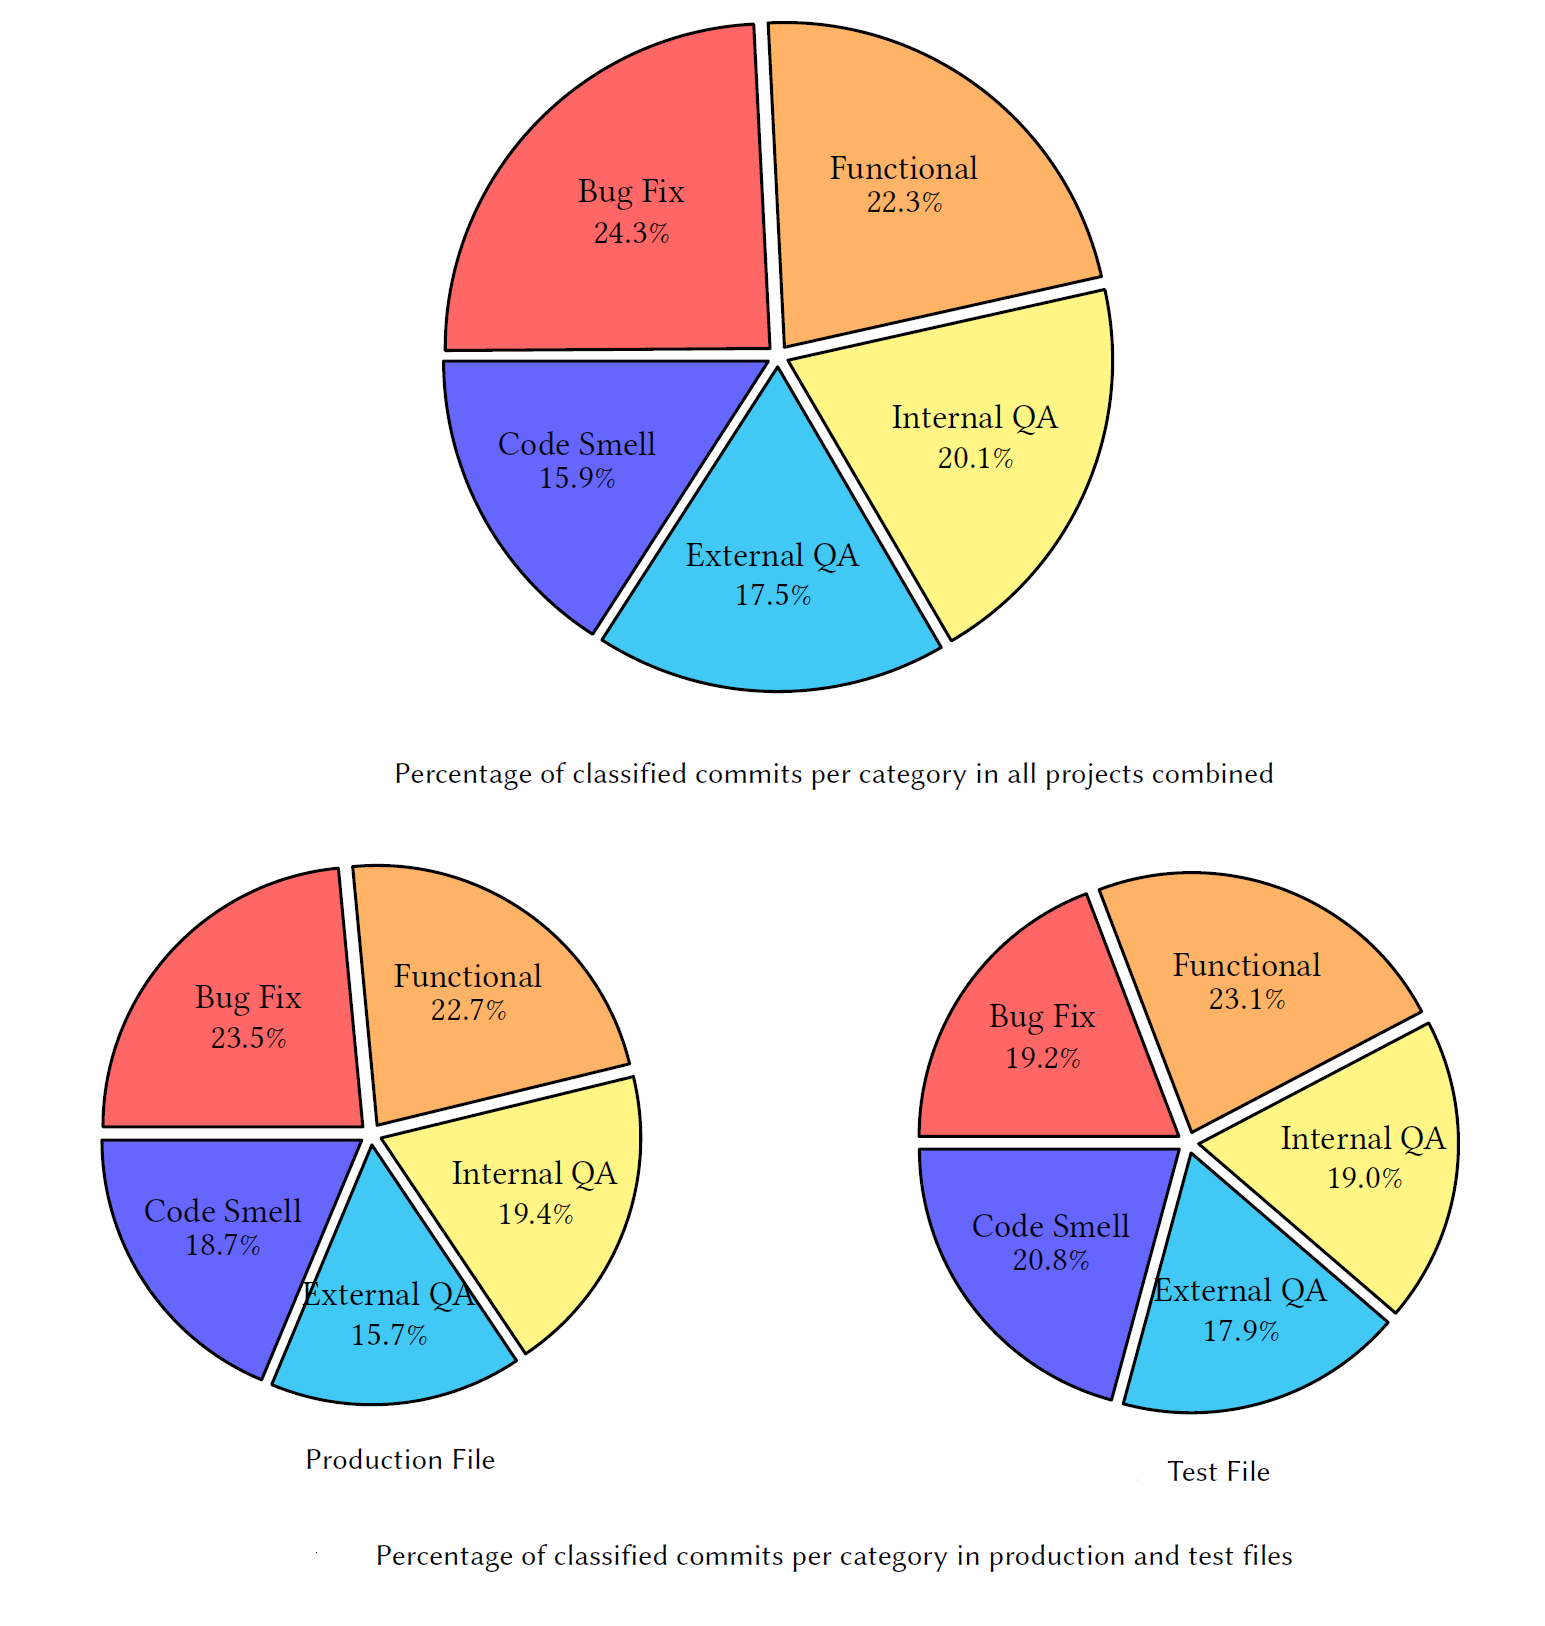 Bug Fix
24.3%
Functional
22.3%
Internal QA
20.1%
Code Smell
15.9%
External QA
17.5%
Percentage of classified commits per category in all projects combined
Bug Fix
23.5%
Functional
22.7%
Internal QA
19.4%
Code Smell
18.7%
External QA
15.7%
Production File
Bug Fix
19.2%
Functional
23.1%
Internal QA
19.0%
Code Smell
20.8%
External QA
17.9%
Test File
Percentage of classified commits per category in production and test files